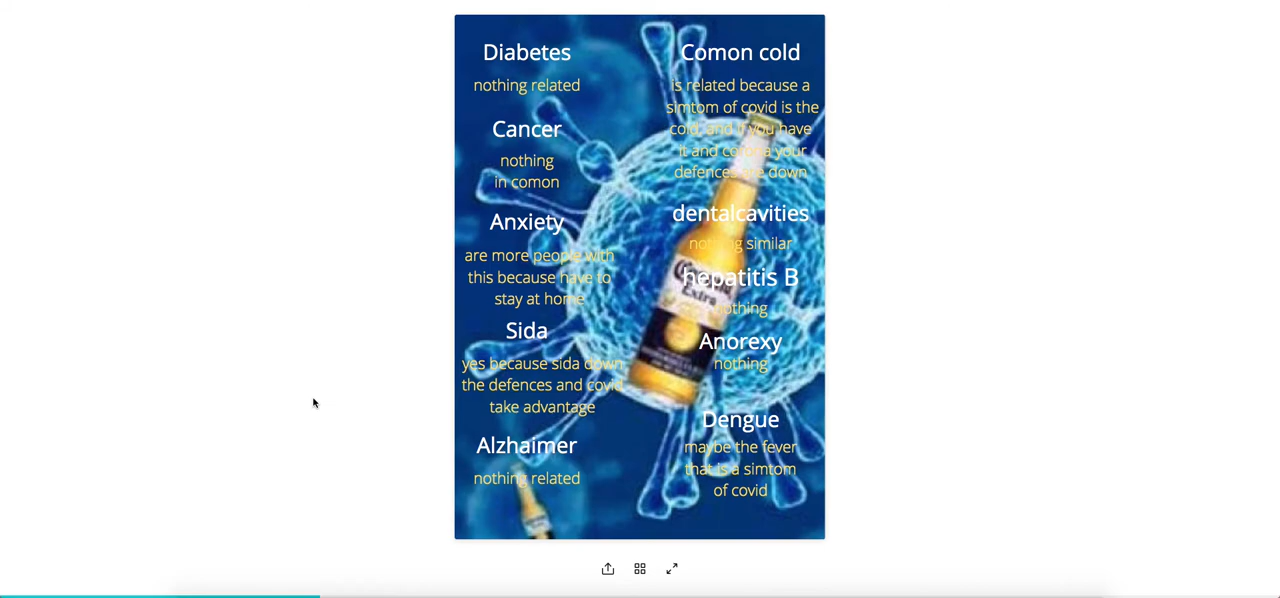 Diabetes
nothing related
Cancer
nothing
in comon
Anxiety
are more people with
this because have to
stay at home
Sida
yes because sida down
the defences and covid
take advantage
Alzhaimer
nothing related
Comon cold
is related because a
simtom of covid is the
cold, and if you have
it and corona your
defences are down
dentalcavities
nothing similar
hepatitis B
nothing
Anorexy
nothing
Dengue
maybe the fever
that is a simtom
of covid
Corona
Extra